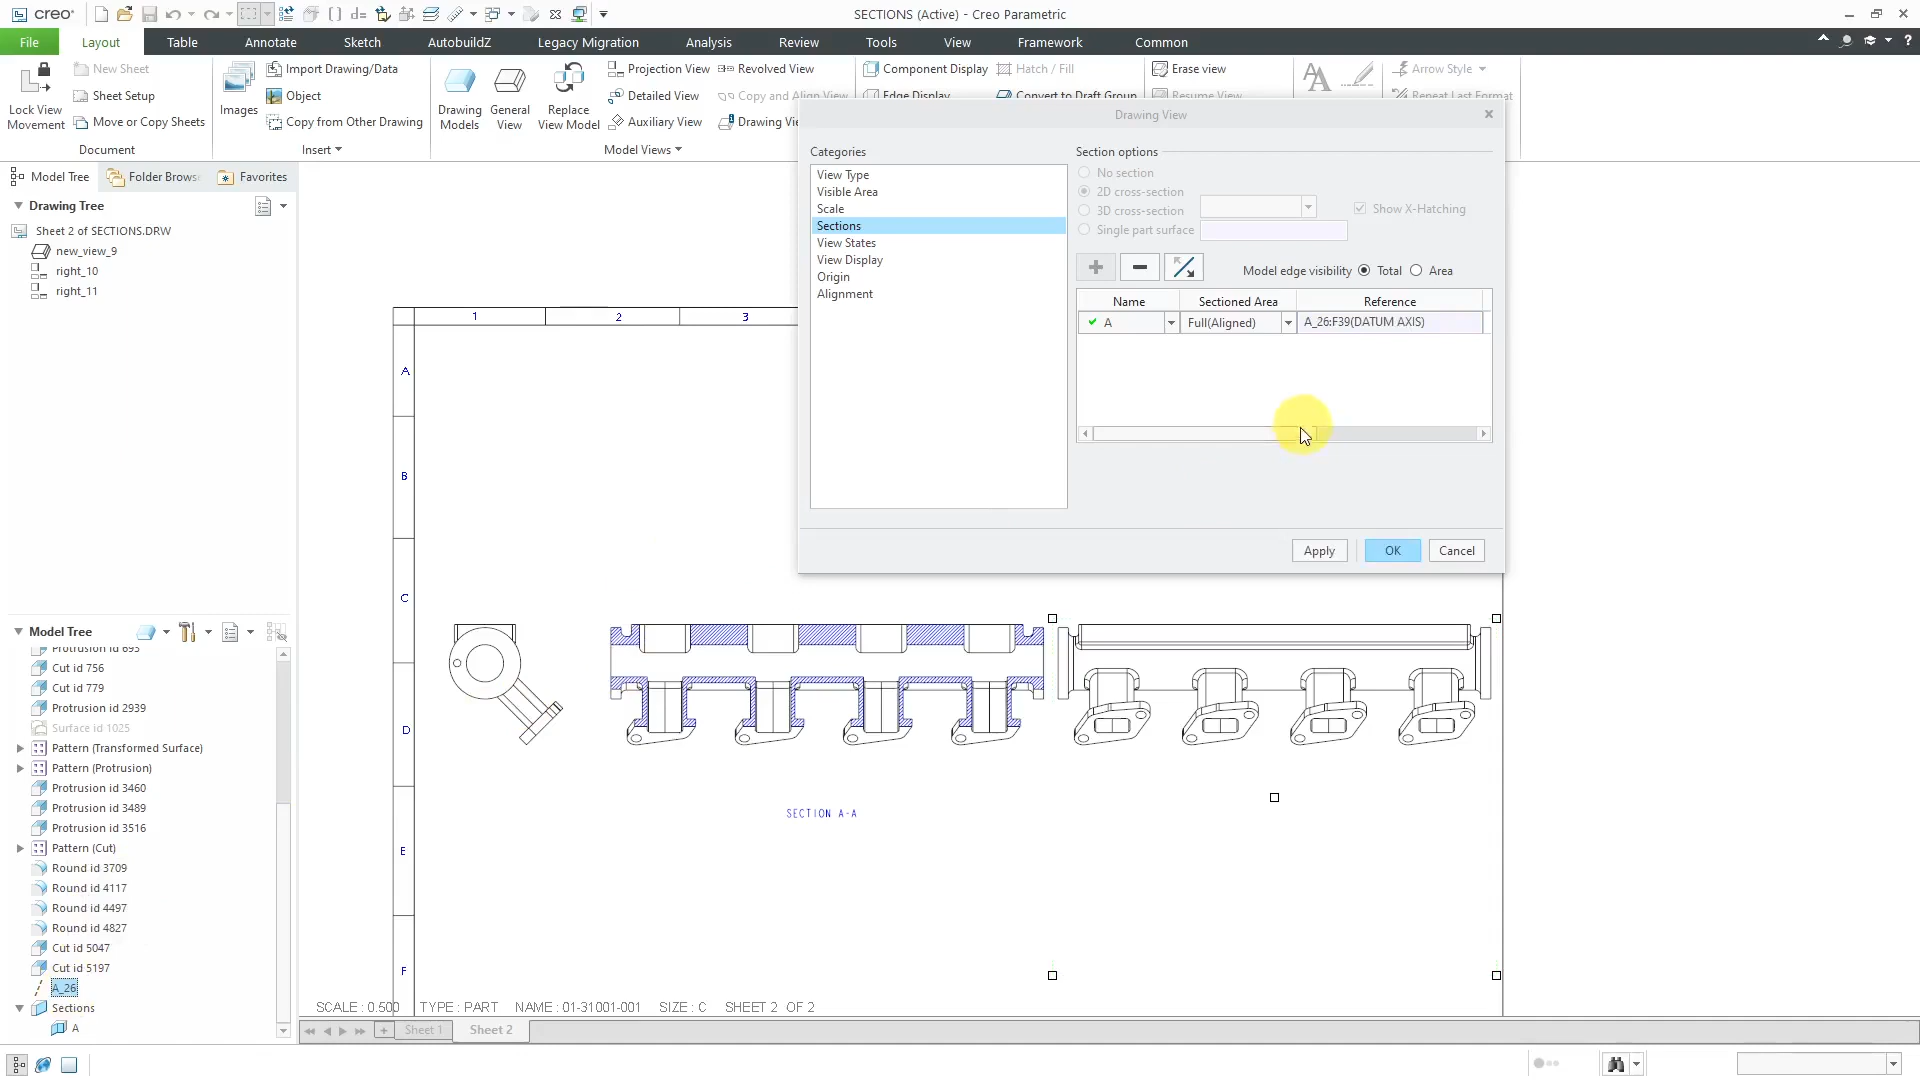 creo
SECTIONS (Active) - Creo Parametric
File
Layout
Table
Annotate
Sketch
AutobuildZ
Legacy Migration
Analysis
Review
Tools
View
Framework
Common
Lock View
Movement
New Sheet
Sheet Setup
Move or Copy Sheets
Document
Images
Import Drawing/Data
Object
Copy from Other Drawing
Insert
Drawing
Models
General
View
Replace
View Model
Projection View
Detailed View
Auxiliary View
Revolved View
Copy and Align View
Drawing Vi
Model Views
Component Display
Edge Display
Hatch / Fill
Convert to Draft Group
Erase view
Resume View
Arrow Style
Repeat Last Format
Model Tree
Folder Brows
Favorites
Drawing Tree
Sheet 2 of SECTIONS.DRW
new_view_9
right_10
right_11
Drawing View
Categories
View Type
Visible Area
Scale
Sections
View States
View Display
Origin
Alignment
Section options
No section
2D cross-section
3D cross-section
Single part surface
Show X-Hatching
Model edge visibility
Total
Area
Name
Sectioned Area
Reference
A
Full(Aligned)
A_26:F39(DATUM AXIS)
Apply
OK
Cancel
Model Tree
Protrusion id 695
Cut id 756
Cut id 779
Protrusion id 2939
Surface id 1025
Pattern (Transformed Surface)
Pattern (Protrusion)
Protrusion id 3460
Protrusion id 3489
Protrusion id 3516
Pattern (Cut)
Round id 3709
Round id 4117
Round id 4497
Round id 4827
Cut id 5047
Cut id 5197
A_26
Sections
A
1
2
3
A
B
C
D
E
F
SECTION A-A
SCALE : 0.500
TYPE : PART
NAME : 01-31001-001
SIZE : C
SHEET 2 OF 2
Sheet 1
Sheet 2